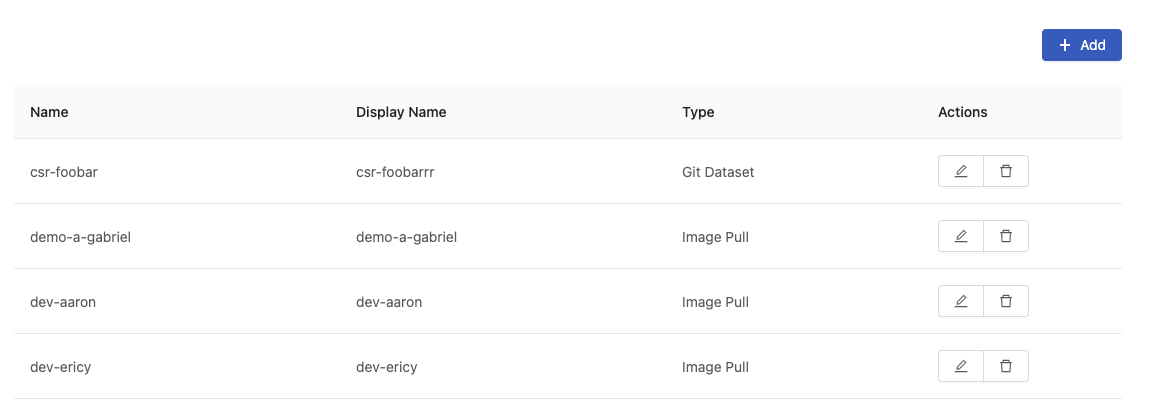 + Add
Name Display Name Type Actions
csr-foobar csr-foobarrr Git Dataset
demo-a-gabriel demo-a-gabriel Image Pull
dev-aaron dev-aaron Image Pull
dev-ericy dev-ericy Image Pull